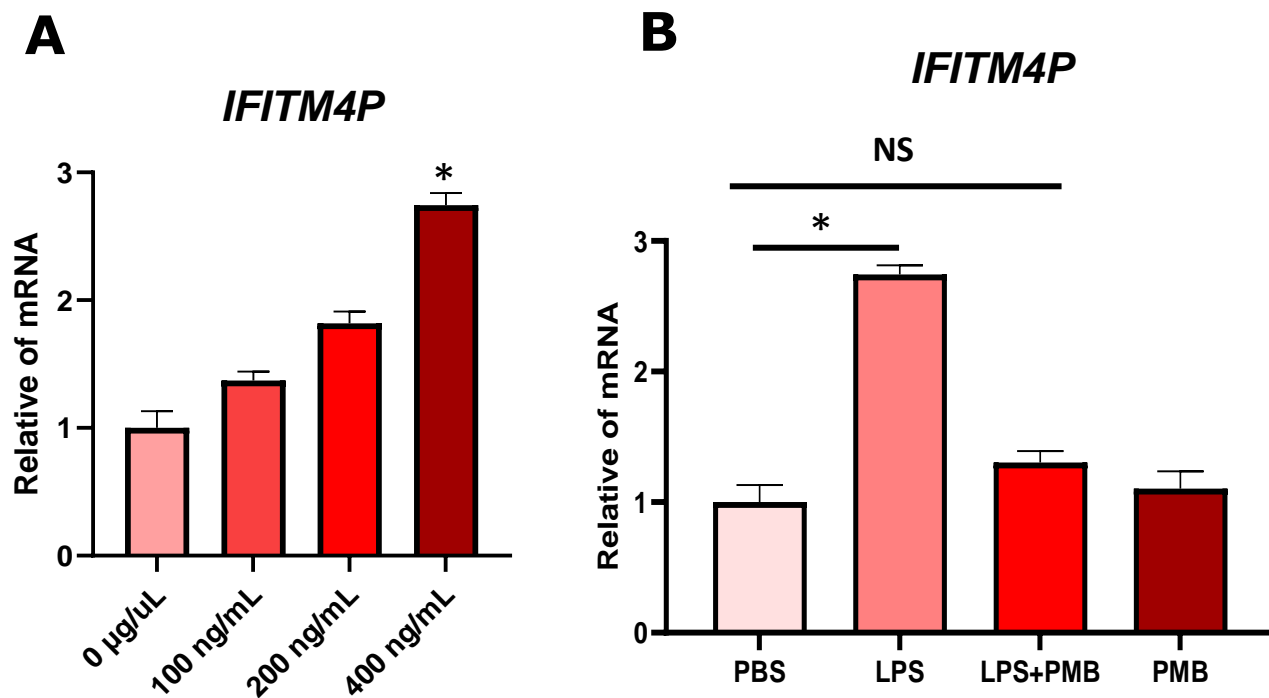 A
IFITM4P
Relative of mRNA
3
2
1
0
*
0 µg/uL
100 ng/mL
200 ng/mL
400 ng/mL
B
IFITM4P
NS
*
Relative of mRNA
3
2
1
0
PBS
LPS
LPS+PMB
PMB